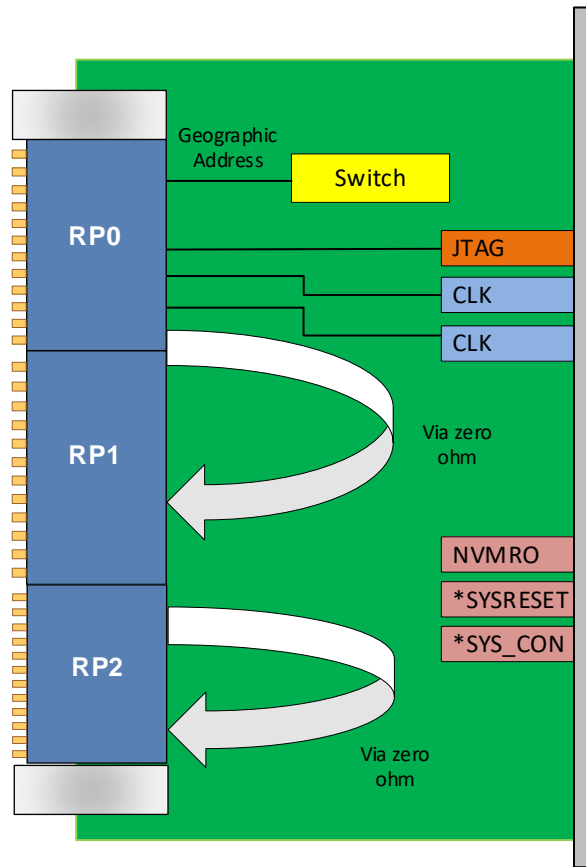 Geographic
Address
Switch
RP0
JTAG
CLK
CLK
RP1
Via zero
ohm
NVMRO
*SYSRESET
*SYS_CON
RP2
Via zero
ohm